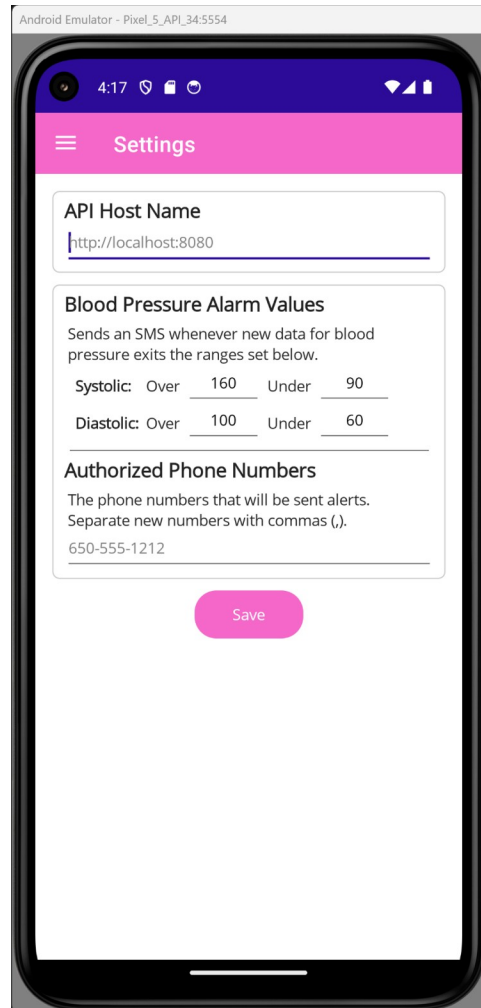 Android Emulator - Pixel_5_API_34:5554
4:17
Settings
API Host Name
http://localhost:8080
Blood Pressure Alarm Values
Sends an SMS whenever new data for blood
pressure exits the ranges set below.
Systolic: Over 160 Under 90
Diastolic: Over 100 Under 60
Authorized Phone Numbers
The phone numbers that will be sent alerts.
Separate new numbers with commas (,).
650-555-1212
Save